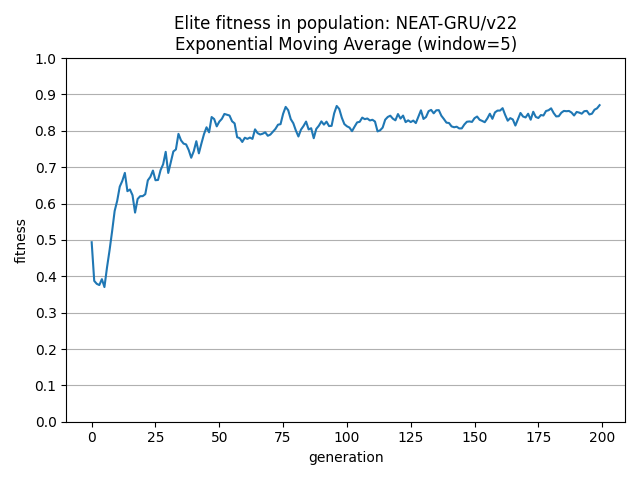 Elite fitness in population: NEAT-GRU/v22
Exponential Moving Average (window=5)
1.0
0.9
0.8
0.7
0.6
0.5
0.4
0.3
0.2
0.1
0.0
fitness
0 25 50 75 100 125 150 175 200
generation